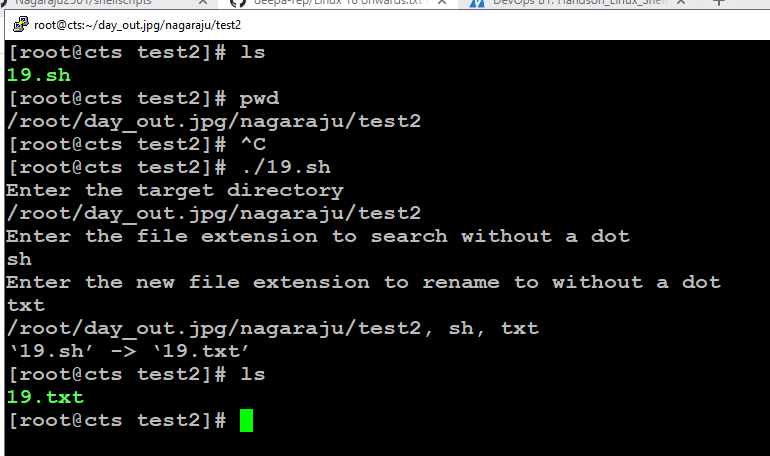 Nagaraju2501/shellscripts
deepa-rep/Linux 18 onwards.txt
DevOps B1: Handson_Linux_Shel
root@cts:~/day_out.jpg/nagaraju/test2
[root@cts test2]# ls
19.sh
[root@cts test2]# pwd
/root/day_out.jpg/nagaraju/test2
[root@cts test2]# ^C
[root@cts test2]# ./19.sh
Enter the target directory
/root/day_out.jpg/nagaraju/test2
Enter the file extension to search without a dot
sh
Enter the new file extension to rename to without a dot
txt
/root/day_out.jpg/nagaraju/test2, sh, txt
‘19.sh’ -> ‘19.txt’
[root@cts test2]# ls
19.txt
[root@cts test2]#